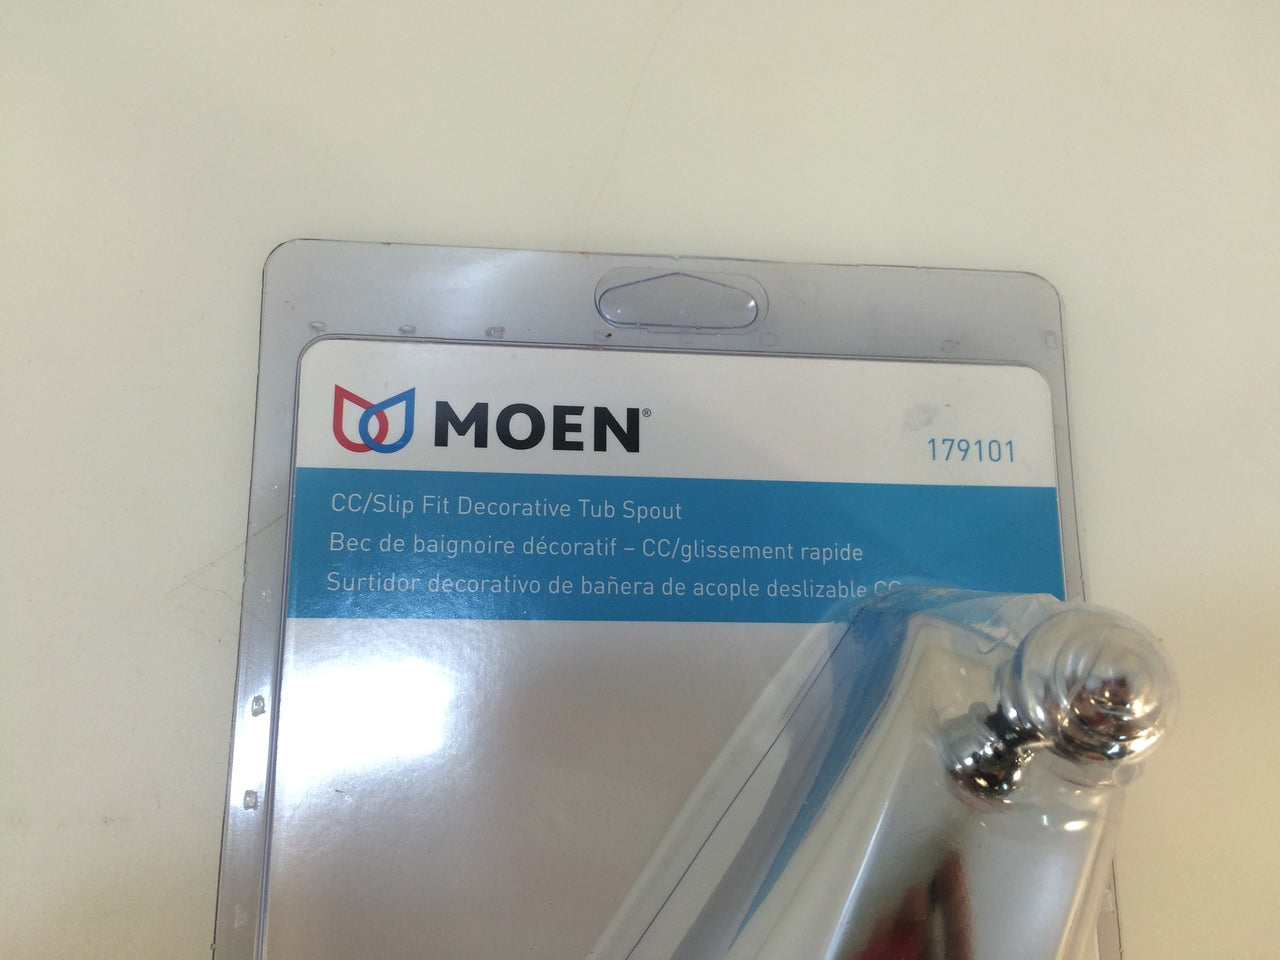 MOEN®
179101
CC/Slip Fit Decorative Tub Spout
Bec de baignoire décoratif – CC/glissement rapide
Surtidor decorativo de bañera de acople deslizable CC